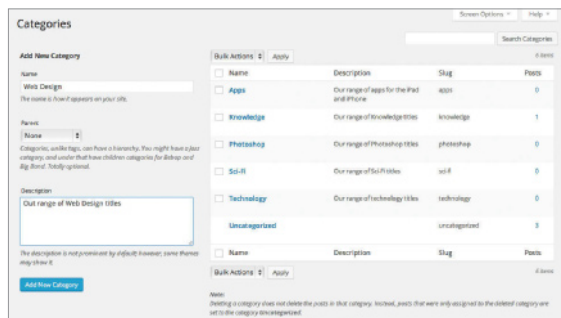 Screen Options
Help
Categories
Search Categories
Add New Category
Name
Web Design
The name is how it appears on your site.
Parent
None
Categories, unlike tags, can have a hierarchy. You might have a Jazz
category, and under that have children categories for Bebop and
Big Band. Totally optional.
Description
Out range of Web Design titles
The description is not prominent by default; however, some themes
may show it.
Add New Category
Bulk Actions Apply
6 items
Name Description Slug Posts
Apps Our range of apps for the iPad apps 0
and iPhone
Knowledge Our range of Knowledge titles knowledge 1
Photoshop Our range of Photoshop titles photoshop 0
Sci-Fi Our range of Sci-Fi titles sci-fi 0
Technology Our range of technology titles technology 0
Uncategorized uncategorized 3
Name Description Slug Posts
Bulk Actions Apply
6 items
Note:
Deleting a category does not delete the posts in that category. Instead, posts that were only assigned to the deleted category are
set to the category Uncategorized.